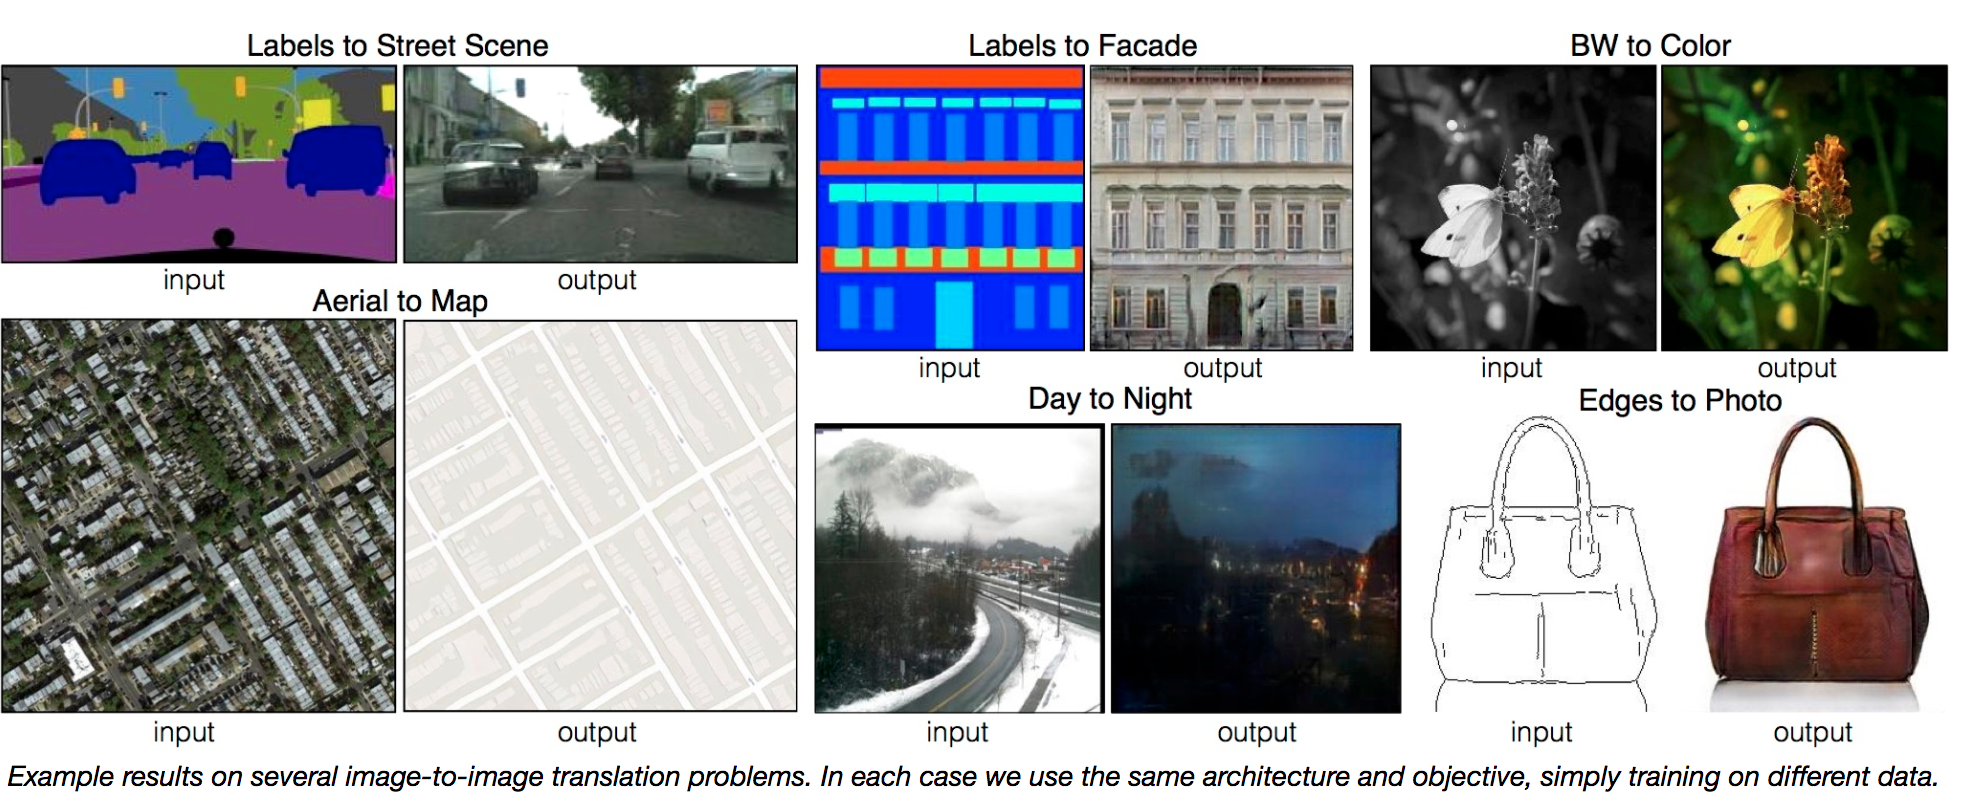 Labels to Street Scene
input
output
Aerial to Map
input
output
Labels to Facade
input
output
Day to Night
input
output
BW to Color
input
output
Edges to Photo
input
output
Example results on several image-to-image translation problems. In each case we use the same architecture and objective, simply training on different data.